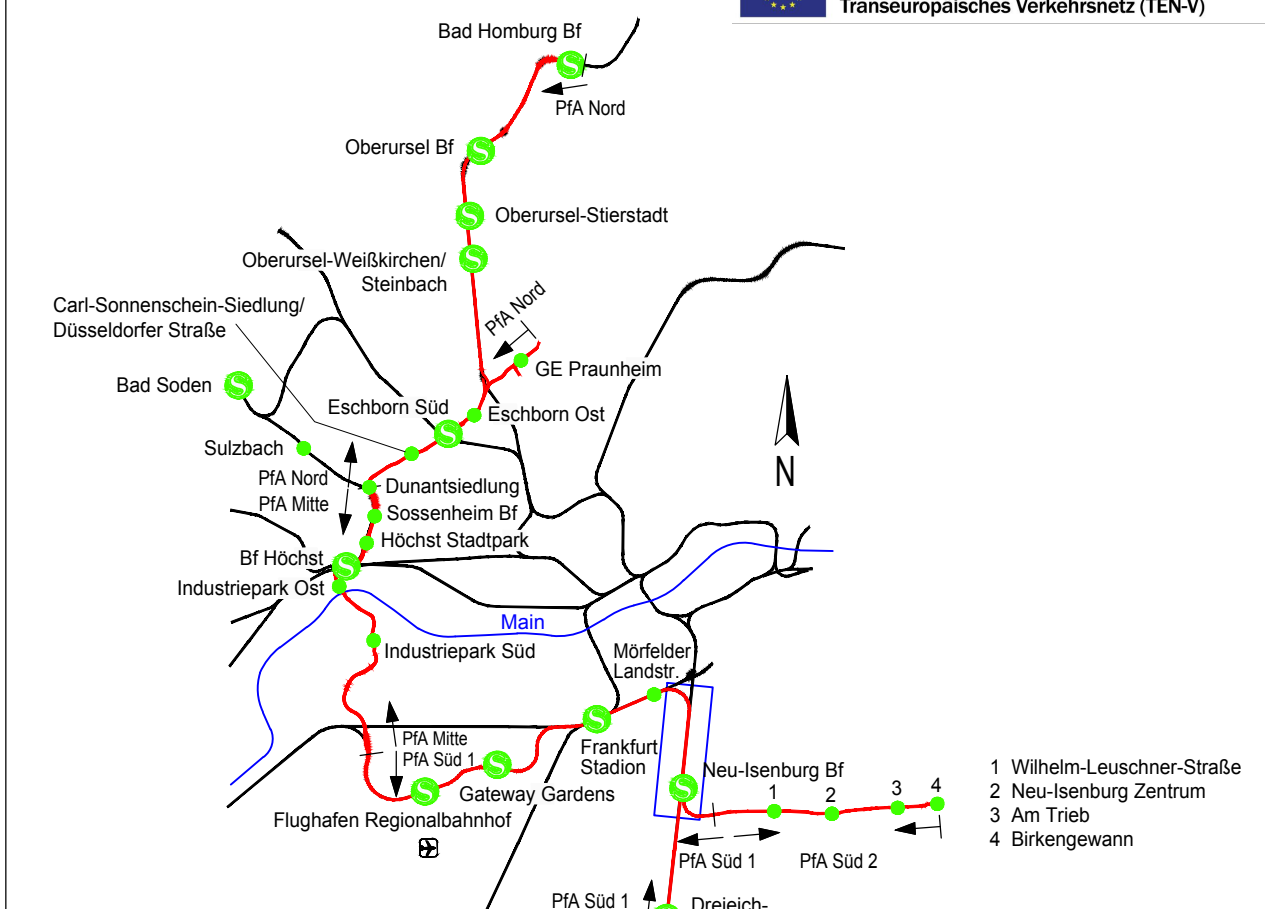 Transeuropäisches Verkehrsnetz (TEN-V)
Bad Homburg Bf
PfA Nord
Oberursel Bf
Oberursel-Stierstadt
Oberursel-Weißkirchen/
Steinbach
Carl-Sonnenschein-Siedlung/
Düsseldorfer Straße
PfA Nord
GE Praunheim
Bad Soden
Eschborn Süd
Eschborn Ost
Sulzbach
PfA Nord
PfA Mitte
Dunantsiedlung
Sossenheim Bf
Höchst Stadtpark
Bf Höchst
Industriepark Ost
N
Main
Industriepark Süd
Mörfelder
Landstr.
PfA Mitte
PfA Süd 1
Frankfurt
Stadion
Gateway Gardens
Flughafen Regionalbahnhof
Neu-Isenburg Bf
1
2
3
4
1 Wilhelm-Leuschner-Straße
2 Neu-Isenburg Zentrum
3 Am Trieb
4 Birkengewann
PfA Süd 1
PfA Süd 2
PfA Süd 1
Dreieich-